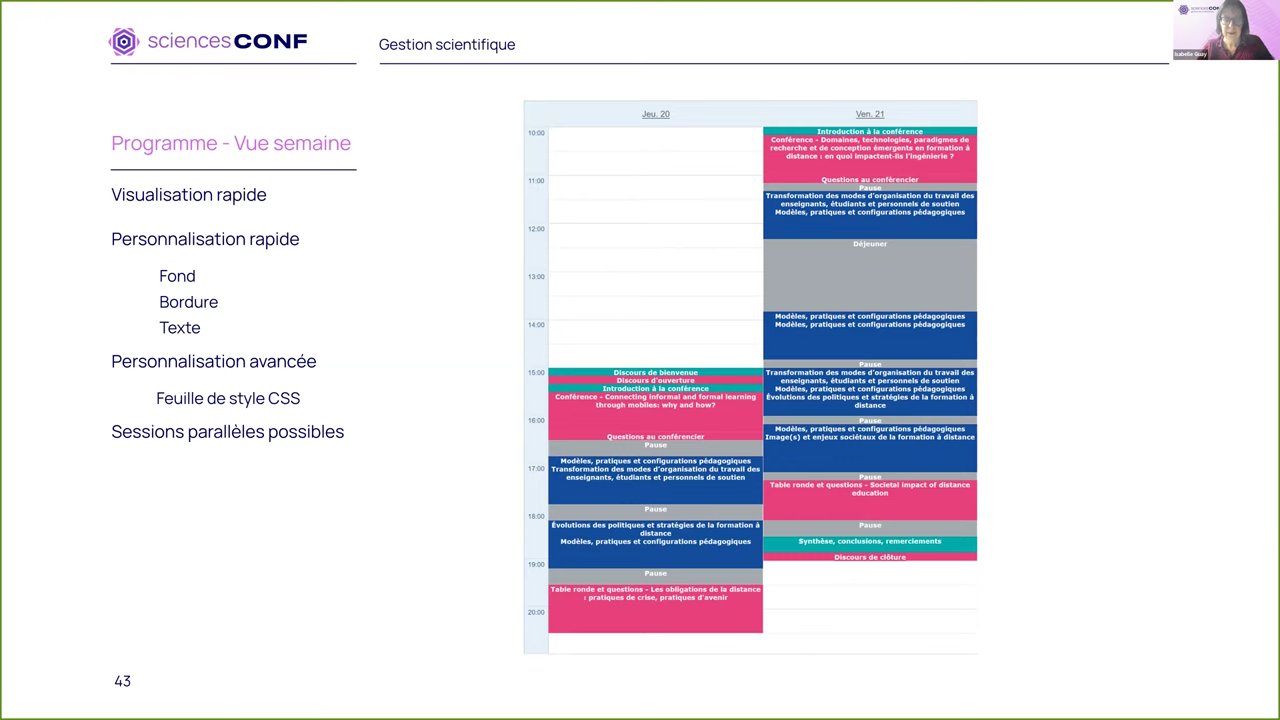 sciencesCONF
Gestion scientifique
Isabelle Guay
Programme - Vue semaine
Visualisation rapide
Personnalisation rapide
Fond
Bordure
Texte
Personnalisation avancée
Feuille de style CSS
Sessions parallèles possibles
43
Jeu. 20
Ven. 21
10:00
11:00
12:00
13:00
14:00
15:00
16:00
17:00
18:00
19:00
20:00
Discours de bienvenue
Discours d'ouverture
Introduction à la conférence
Conférence - Connecting informal and formal learning
through mobiles: why and how?
Questions au conférencier
Pause
Modèles, pratiques et configurations pédagogiques
Transformation des modes d'organisation du travail des
enseignants, étudiants et personnels de soutien
Pause
Évolutions des politiques et stratégies de la formation à
distance
Modèles, pratiques et configurations pédagogiques
Pause
Table ronde et questions - Les obligations de la distance
: pratiques de crise, pratiques d'avenir
Introduction à la conférence
Conférence - Domaines, technologies, paradigmes de
recherche et de conception émergents en formation à
distance : en quoi impactent-ils l'ingénierie ?
Questions au conférencier
Pause
Transformation des modes d'organisation du travail des
enseignants, étudiants et personnels de soutien
Modèles, pratiques et configurations pédagogiques
Déjeuner
Modèles, pratiques et configurations pédagogiques
Modèles, pratiques et configurations pédagogiques
Pause
Transformation des modes d'organisation du travail des
enseignants, étudiants et personnels de soutien
Modèles, pratiques et configurations pédagogiques
Évolutions des politiques et stratégies de la formation à
distance
Pause
Modèles, pratiques et configurations pédagogiques
Image(s) et enjeux sociétaux de la formation à distance
Pause
Table ronde et questions - Societal impact of distance
education
Pause
Synthèse, conclusions, remerciements
Discours de clôture